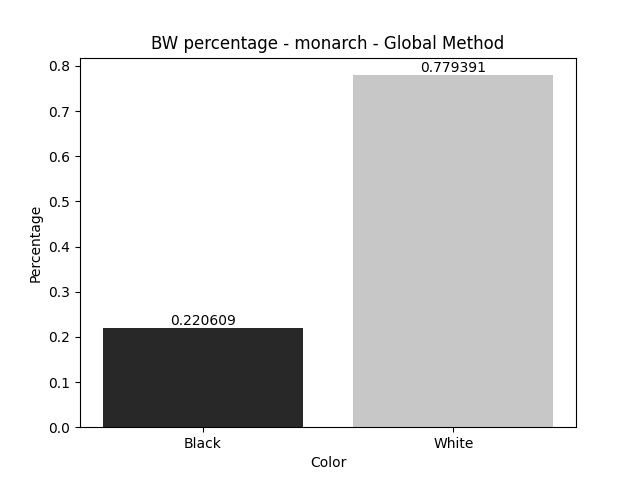 BW percentage - monarch - Global Method
0.779391
0.220609
0.8
0.7
0.6
0.5
0.4
0.3
0.2
0.1
0.0
Percentage
Black
White
Color